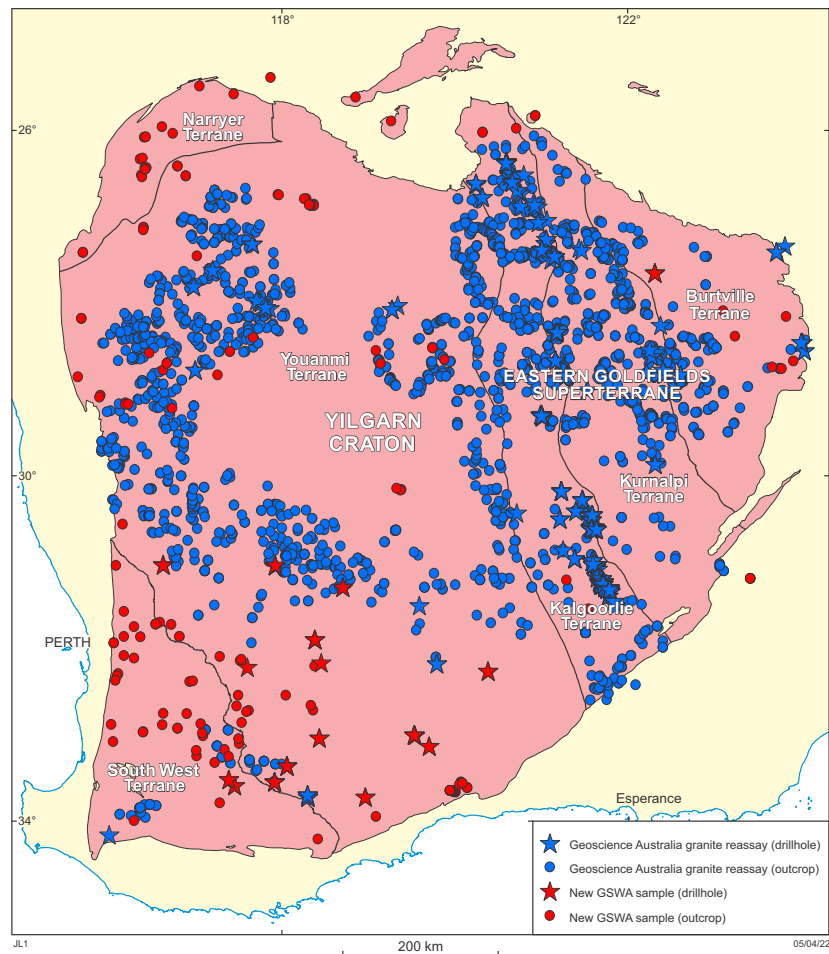 118°
122°
Narryer
Terrane
26°
Burtville
Terrane
Youanmi
Terrane
EASTERN GOLDFIELDS
SUPERTERRANE
YILGARN
CRATON
30°
Kurnalpi
Terrane
Kalgoorlie
Terrane
PERTH
South West
Terrane
Esperance
34°
Geoscience Australia granite reassay (drillhole)
Geoscience Australia granite reassay (outcrop)
New GSWA sample (drillhole)
New GSWA sample (outcrop)
JL1
200 km
05/04/22